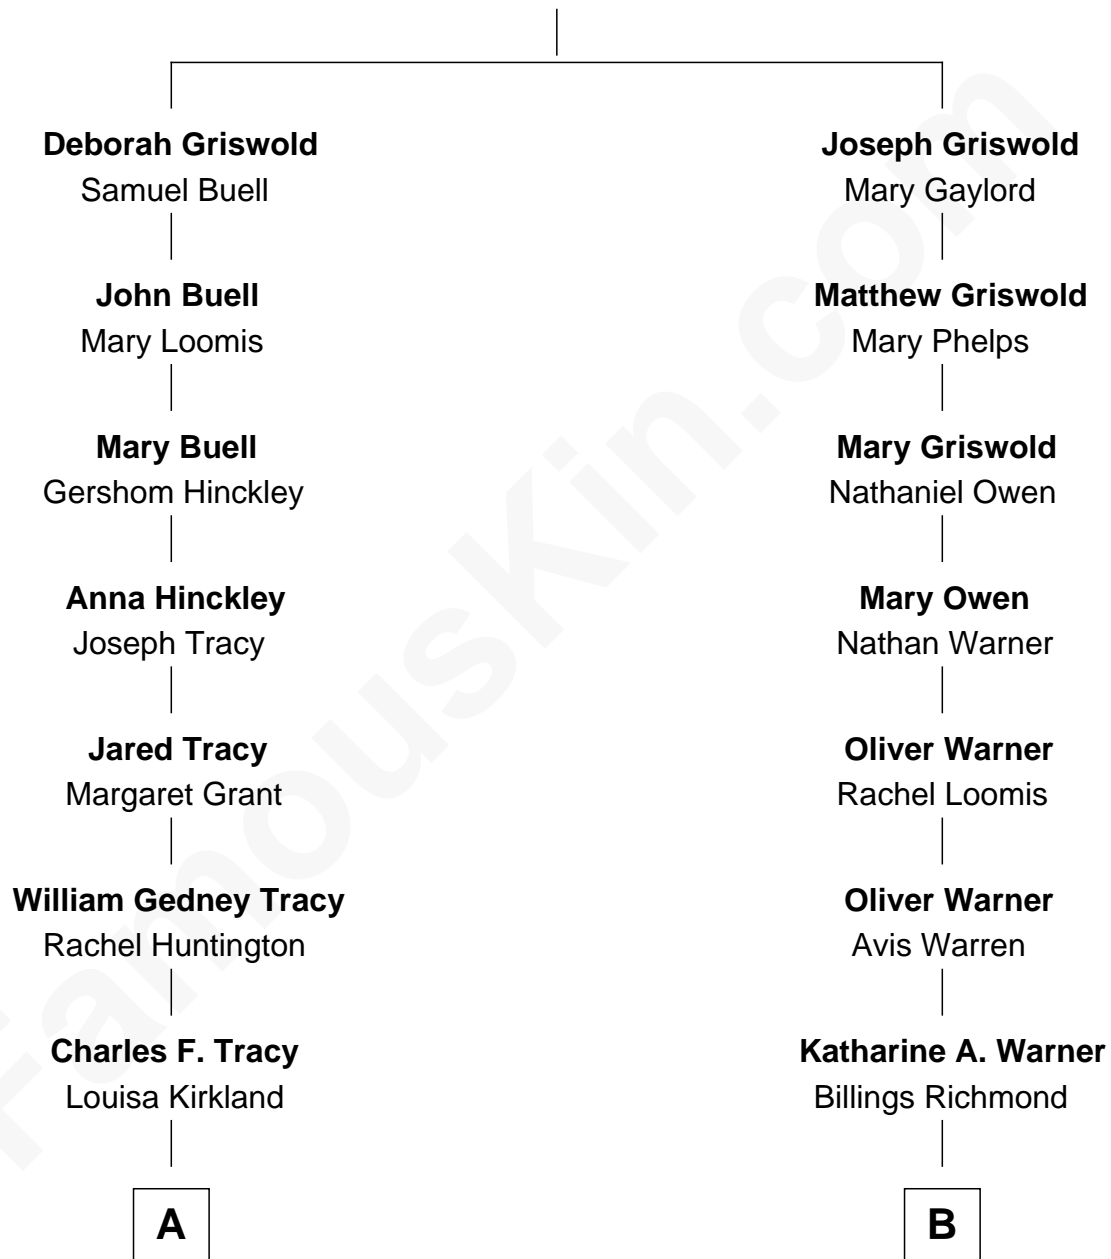 Deborah Griswold
Samuel Buell
John Buell
Mary Loomis
Mary Buell
Gershom Hinckley
Anna Hinckley
Joseph Tracy
Jared Tracy
Margaret Grant
William Gedney Tracy
Rachel Huntington
Charles F. Tracy
Louisa Kirkland
A
Joseph Griswold
Mary Gaylord
Matthew Griswold
Mary Phelps
Mary Griswold
Nathaniel Owen
Mary Owen
Nathan Warner
Oliver Warner
Rachel Loomis
Oliver Warner
Avis Warren
Katharine A. Warner
Billings Richmond
B
FamousKin.com